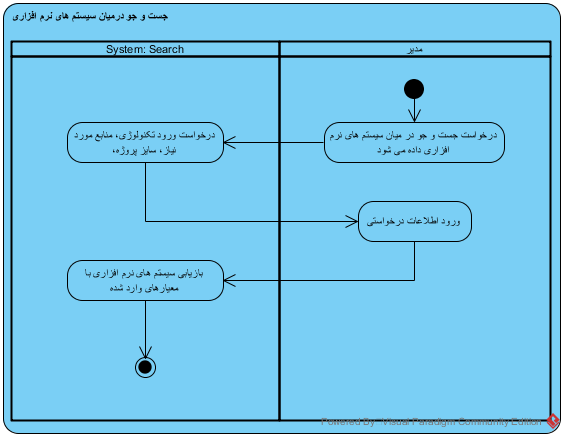 جست و جو درمیان سیستم های نرم افزاری
System: Search
مدیر
درخواست جست و جو در میان سیستم های نرم
افزاری داده می شود
درخواست ورود تکنولوژی، منابع مورد
نیاز، سایز پروژه،
ورود اطلاعات درخواستی
بازیابی سیستم های نرم افزاری با
معیارهای وارد شده
Powered By Visual Paradigm Community Edition